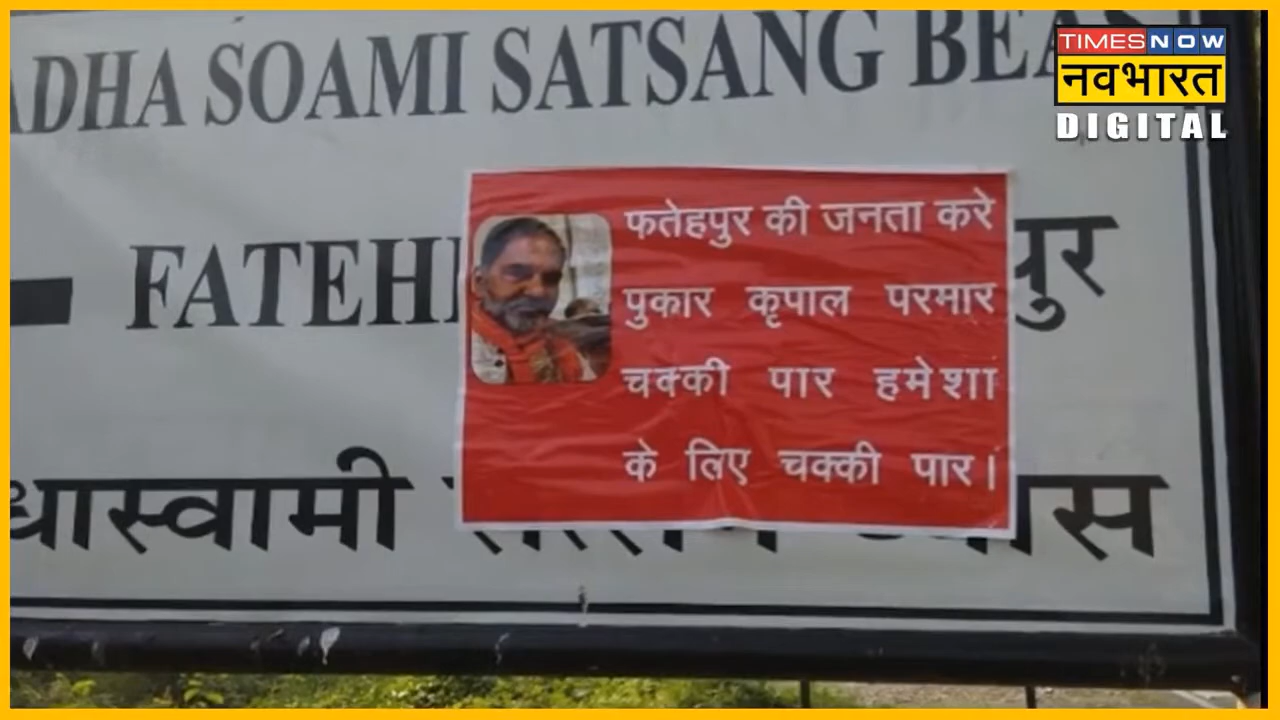 ADHA SOAMI SATSANG BEA
TIMES NOW
नवभारत
DIGITAL
FATEH
पुर
फतेहपुर की जनता करे
पुकार कृपाल परमार
चक्की पार हमेशा
के लिए चक्की पार।
धास्वामी